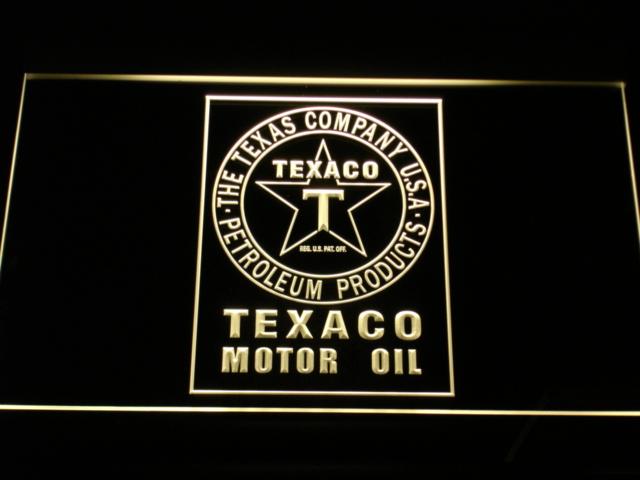 THE TEXAS COMPANY U.S.A.
TEXACO
T
REG. U.S. PAT. OFF.
PETROLEUM PRODUCTS
TEXACO
MOTOR OIL